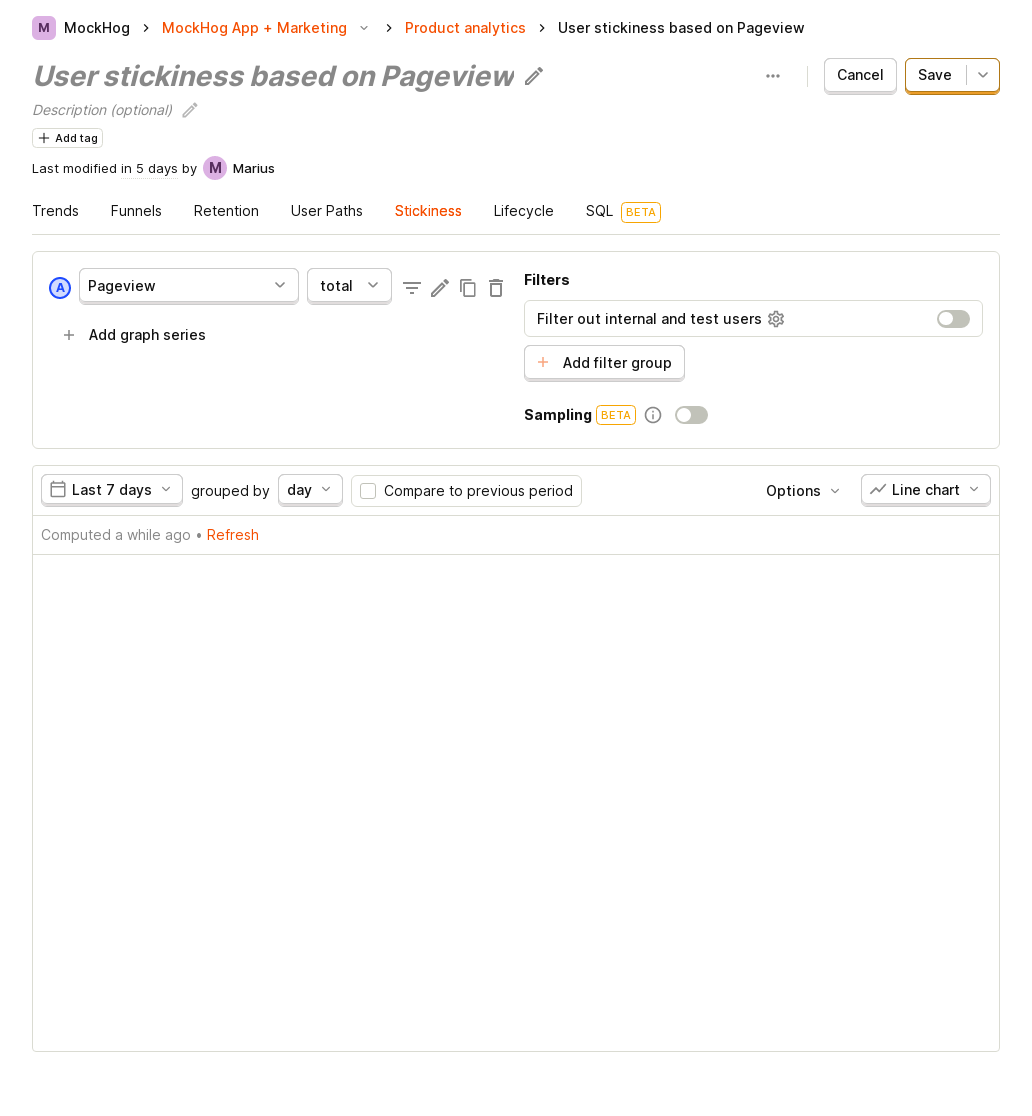 M MockHog MockHog App + Marketing Product analytics User stickiness based on Pageview
User stickiness based on Pageview
Cancel Save
Description (optional)
Add tag
Last modified in 5 days by M Marius
Trends Funnels Retention User Paths Stickiness Lifecycle SQL BETA
A Pageview total
Add graph series
Filters
Filter out internal and test users
Add filter group
Sampling BETA
Last 7 days grouped by day Compare to previous period Options Line chart
Computed a while ago • Refresh